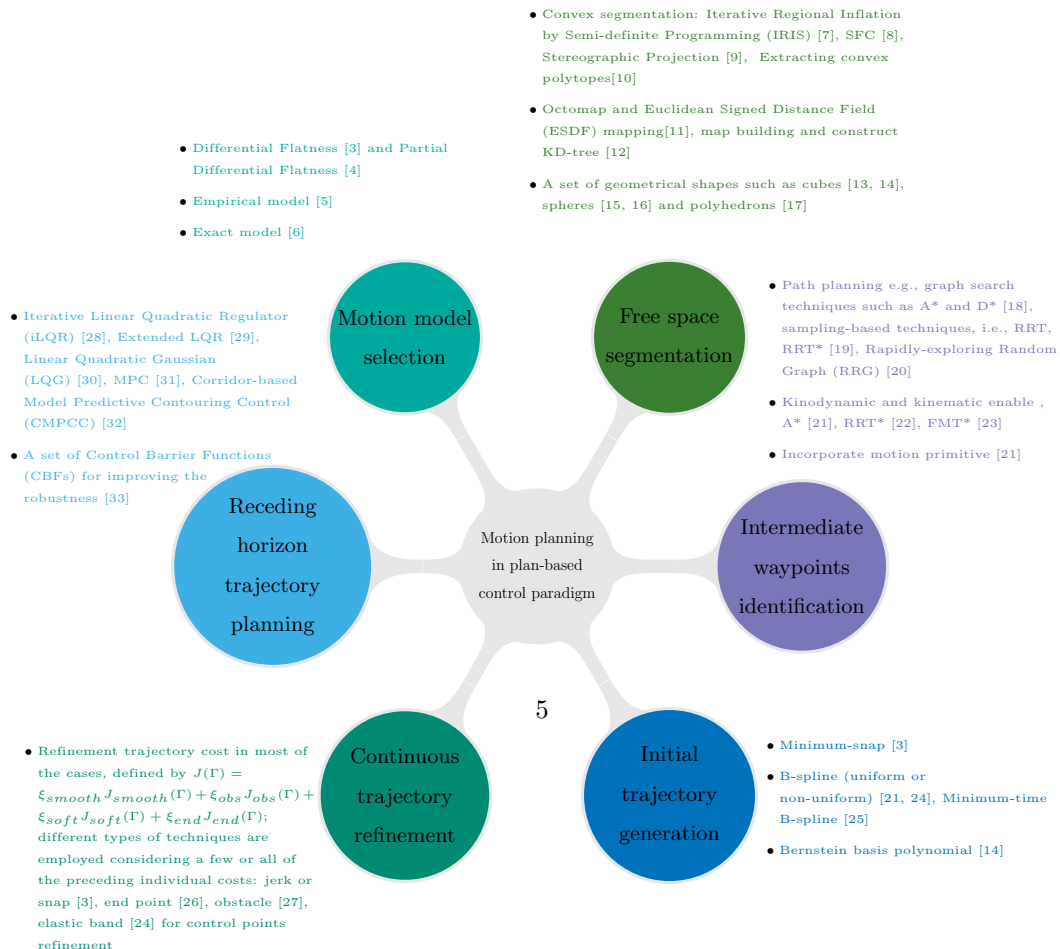 • Convex segmentation: Iterative Regional Inflation
by Semi-definite Programming (IRIS) [7], SFC [8],
Stereographic Projection [9], Extracting convex
polytopes[10]
• Octomap and Euclidean Signed Distance Field
(ESDF) mapping[11], map building and construct
KD-tree [12]
• A set of geometrical shapes such as cubes [13, 14],
spheres [15, 16] and polyhedrons [17]
• Differential Flatness [3] and Partial
Differential Flatness [4]
• Empirical model [5]
• Exact model [6]
Motion model
selection
Free space
segmentation
• Path planning e.g., graph search
techniques such as A* and D* [18],
sampling-based techniques, i.e., RRT,
RRT* [19], Rapidly-exploring Random
Graph (RRG) [20]
• Kinodynamic and kinematic enable ,
A* [21], RRT* [22], FMT* [23]
• Incorporate motion primitive [21]
• Iterative Linear Quadratic Regulator
(iLQR) [28], Extended LQR [29],
Linear Quadratic Gaussian
(LQG) [30], MPC [31], Corridor-based
Model Predictive Contouring Control
(CMPCC) [32]
• A set of Control Barrier Functions
(CBFs) for improving the
robustness [33]
Receding
horizon
trajectory
planning
Motion planning
in plan-based
control paradigm
Intermediate
waypoints
identification
5
Continuous
trajectory
refinement
Initial
trajectory
generation
• Refinement trajectory cost in most of
the cases, defined by J(Γ) =
ξ_smooth J_smooth(Γ) + ξ_obs J_obs(Γ) +
ξ_soft J_soft(Γ) + ξ_end J_end(Γ);
different types of techniques are
employed considering a few or all of
the preceding individual costs: jerk or
snap [3], end point [26], obstacle [27],
elastic band [24] for control points
refinement
• Minimum-snap [3]
• B-spline (uniform or
non-uniform) [21, 24], Minimum-time
B-spline [25]
• Bernstein basis polynomial [14]